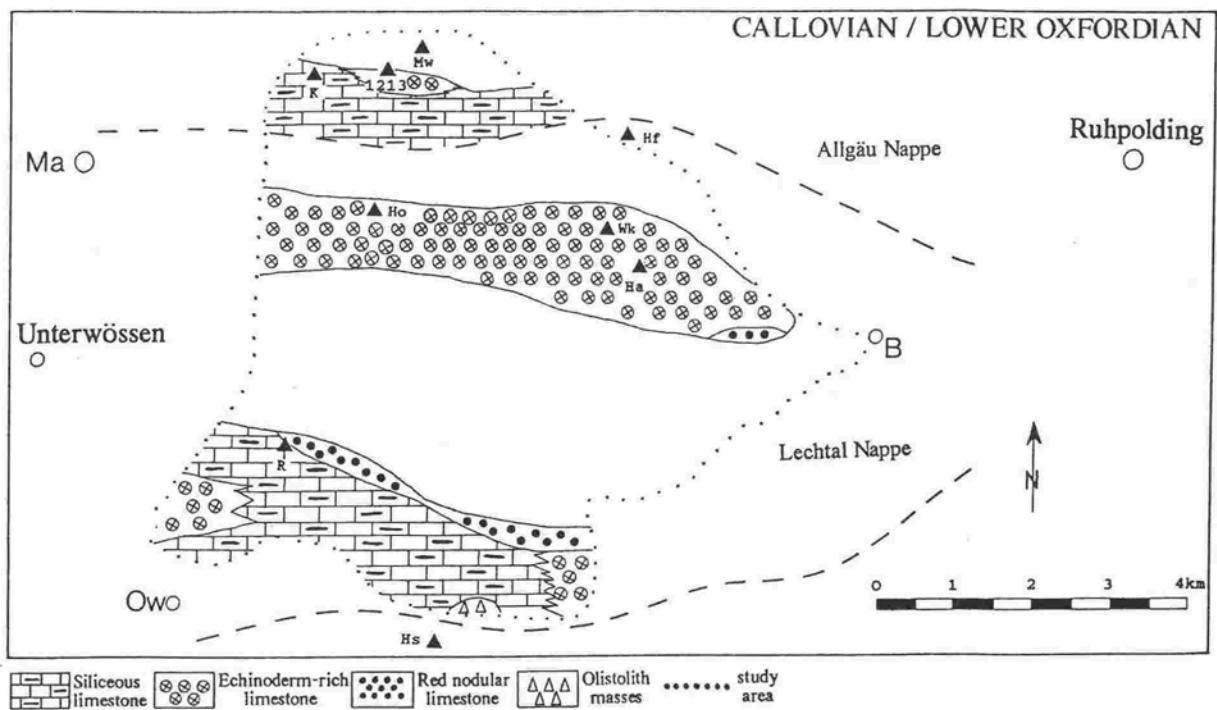 CALLOVIAN / LOWER OXFORDIAN
Mw
1213
K
Hf
Ruhpolding
Allgäu Nappe
Ma
Ho
Wk
Ha
Unterwössen
B
Lechtal Nappe
R
N
0 1 2 3 4km
Ow
Hs
Siliceous limestone
Echinoderm-rich limestone
Red nodular limestone
Olistolith masses
study area